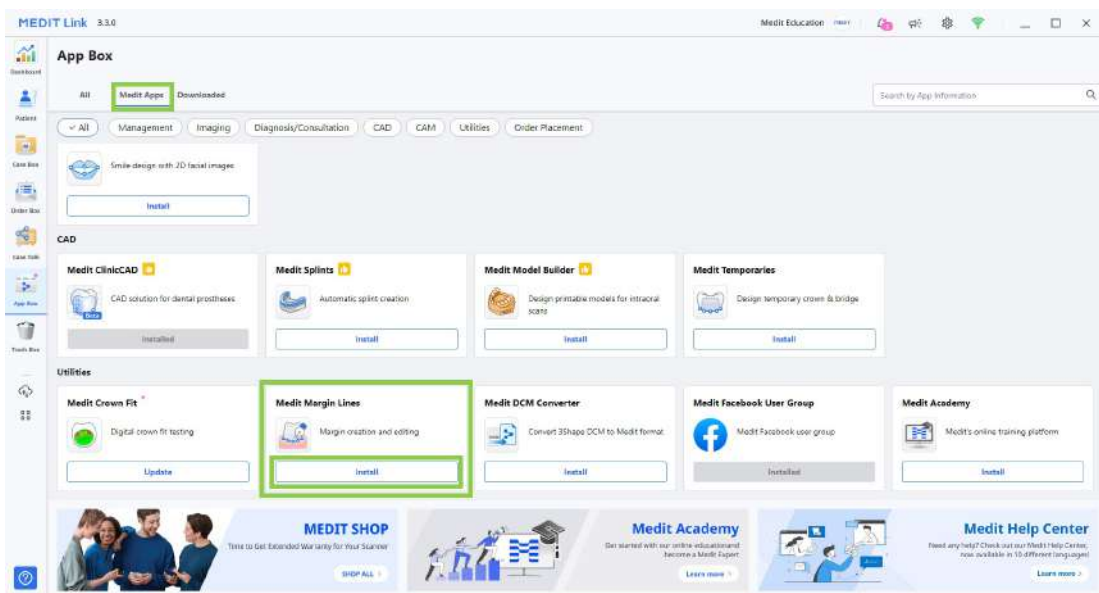 MEDIT Link 3.3.0
Medit Education
App Box
All Medit Apps Downloaded
Search by App Information
All Management Imaging Diagnosis/Consultation CAD CAM Utilities Order Placement
Dashboard
Patient
Case Box
Order Box
Case Talk
App Box
Trash Box
Smile design with 2D facial images
Install
CAD
Medit ClinicCAD
CAD solution for dental prostheses
Beta
Installed
Medit Splints
Automatic splint creation
Install
Medit Model Builder
Design printable models for intraoral
scans
Install
Medit Temporaries
Design temporary crown & bridge
Install
Utilities
Medit Crown Fit
Digital crown fit testing
Update
Medit Margin Lines
Margin creation and editing
Install
Medit DCM Converter
Convert 3Shape DCM to Medit format
Install
Medit Facebook User Group
Medit Facebook user group
Installed
Medit Academy
Medit's online training platform
Install
MEDIT SHOP
Time to Get Extended Warranty for Your Scanner
SHOP ALL >
Medit Academy
Get started with our online educationand
become a Medit Expert
Learn more >
Medit Help Center
Need any help? Check out our Medit Help Center,
now available in 10 different languages!
Learn more >